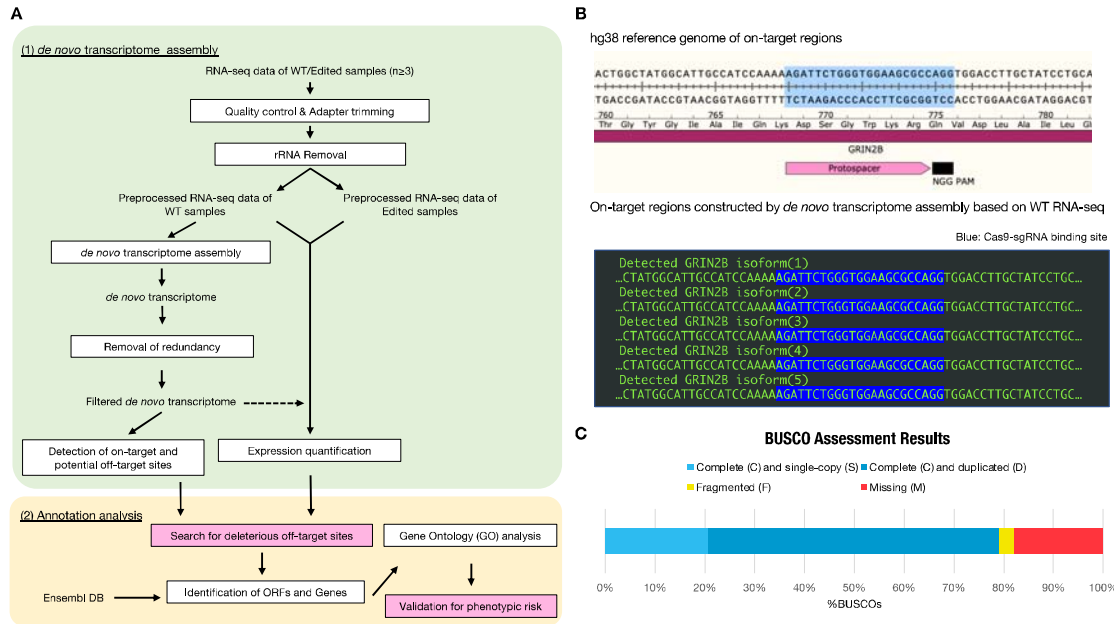 A
(1) de novo transcriptome assembly
RNA-seq data of WT/Edited samples (n≥3)
Quality control & Adapter trimming
rRNA Removal
Preprocessed RNA-seq data of
WT samples
Preprocessed RNA-seq data of
Edited samples
de novo transcriptome assembly
de novo transcriptome
Removal of redundancy
Filtered de novo transcriptome
Detection of on-target and
potential off-target sites
Expression quantification
(2) Annotation analysis
Search for deleterious off-target sites
Gene Ontology (GO) analysis
Ensembl DB
Identification of ORFs and Genes
Validation for phenotypic risk
B
hg38 reference genome of on-target regions
ACTGGCTATGGCATTGCCATCCAAAAAGATTCTGGGTGGAAGCGCCAGGTGGACCTTGCTATCCTGCA
TGACCGATACCGTAACGGTAGGTTTTTCTAAGACCCACCTTCGCGGTCCACCTGGAACGATAGGACGT
760 765 770 775 780
Thr Gly Tyr Gly Ile Ala Ile Gln Lys Asp Ser Gly Trp Lys Arg Gln Val Asp Leu Ala Ile Leu Gl
GRIN2B
Protospacer
NGG PAM
On-target regions constructed by de novo transcriptome assembly based on WT RNA-seq
Blue: Cas9-sgRNA binding site
Detected GRIN2B isoform(1)
…CTATGGCATTGCCATCCAAAAAGATTCTGGGTGGAAGCGCCAGGTGGACCTTGCTATCCTGC…
Detected GRIN2B isoform(2)
…CTATGGCATTGCCATCCAAAAAGATTCTGGGTGGAAGCGCCAGGTGGACCTTGCTATCCTGC…
Detected GRIN2B isoform(3)
…CTATGGCATTGCCATCCAAAAAGATTCTGGGTGGAAGCGCCAGGTGGACCTTGCTATCCTGC…
Detected GRIN2B isoform(4)
…CTATGGCATTGCCATCCAAAAAGATTCTGGGTGGAAGCGCCAGGTGGACCTTGCTATCCTGC…
Detected GRIN2B isoform(5)
…CTATGGCATTGCCATCCAAAAAGATTCTGGGTGGAAGCGCCAGGTGGACCTTGCTATCCTGC…
C
BUSCO Assessment Results
Complete (C) and single-copy (S) Complete (C) and duplicated (D)
Fragmented (F) Missing (M)
0% 10% 20% 30% 40% 50% 60% 70% 80% 90% 100%
%BUSCOs